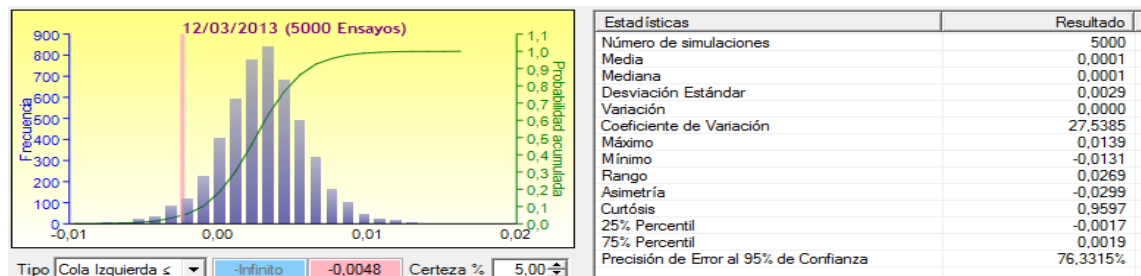 12/03/2013 (5000 Ensayos)
900
800
700
600
500
400
300
200
100
0
Frecuencia
1,1
1,0
0,9
0,8
0,7
0,6
0,5
0,4
0,3
0,2
0,1
0,0
Probabilidad acumulada
-0,01 0,00 0,01 0,02
Tipo Cola Izquierda ≤ -Infinito -0,0048 Certeza % 5,00
Estadísticas Resultado
Número de simulaciones 5000
Media 0,0001
Mediana 0,0001
Desviación Estándar 0,0029
Variación 0,0000
Coeficiente de Variación 27,5385
Máximo 0,0139
Mínimo -0,0131
Rango 0,0269
Asimetría -0,0299
Curtósis 0,9597
25% Percentil -0,0017
75% Percentil 0,0019
Precisión de Error al 95% de Confianza 76,3315%